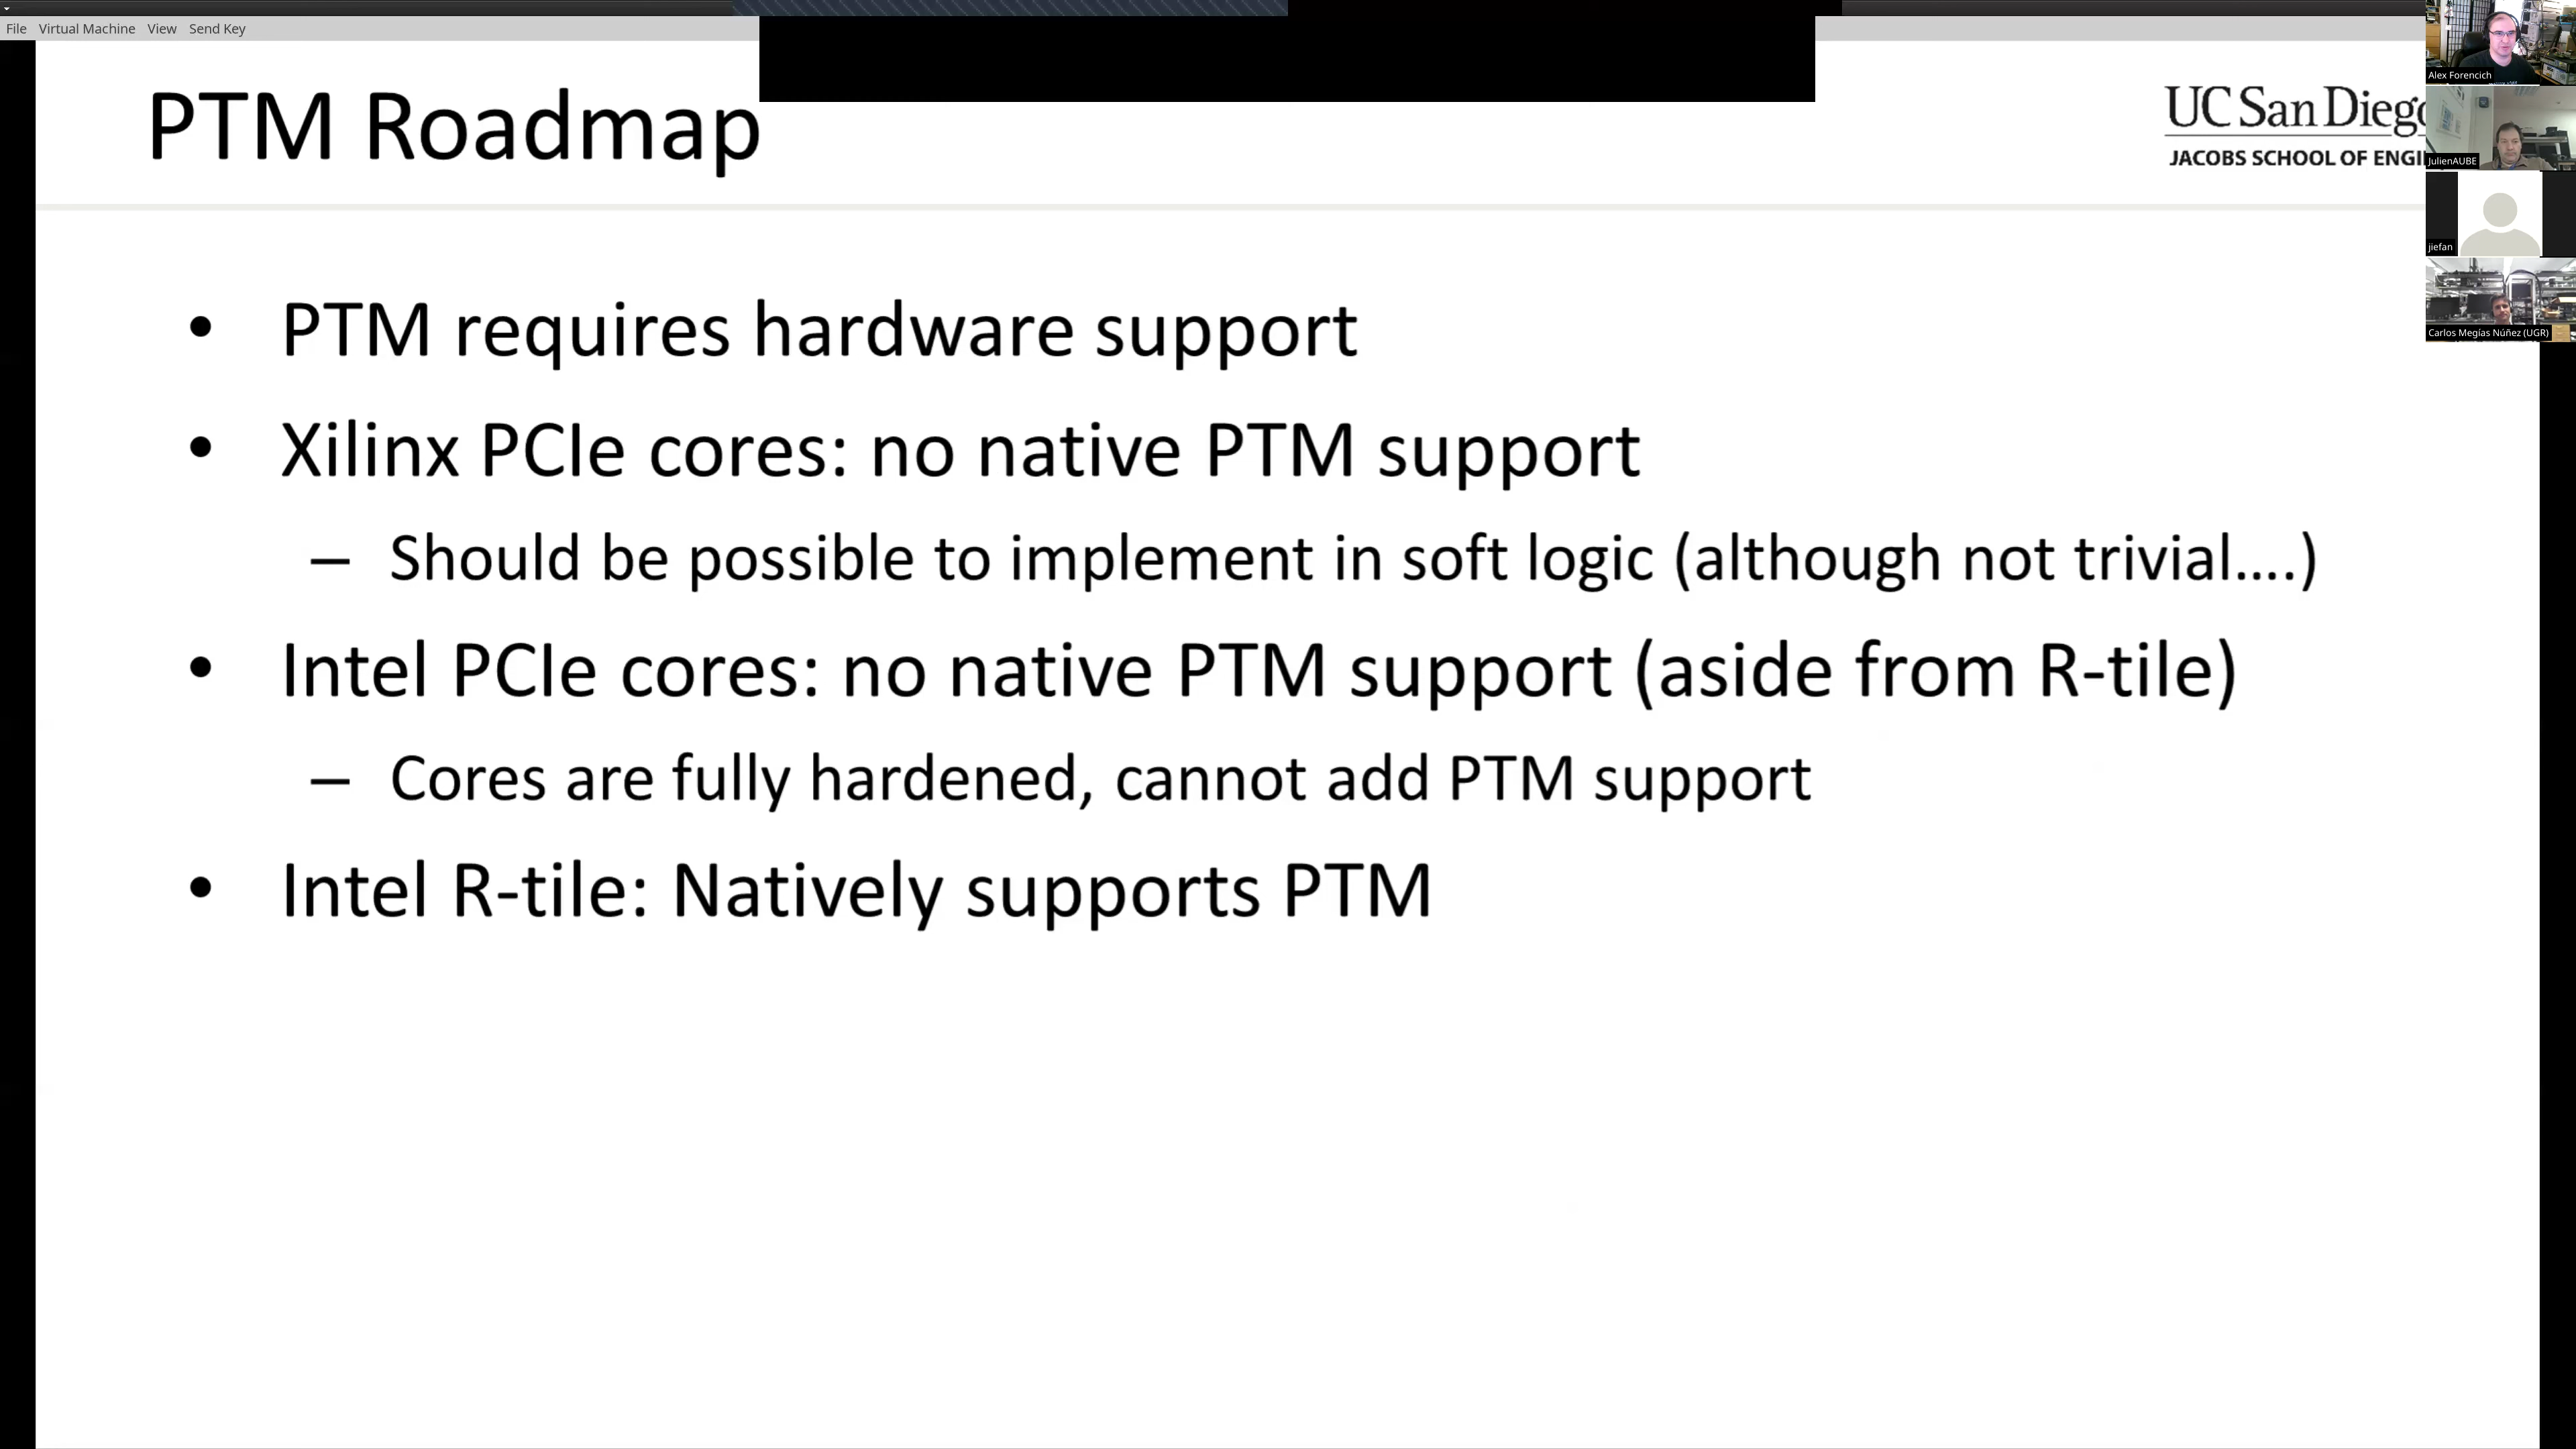 File Virtual Machine View Send Key
PTM Roadmap
UC San Diego
JACOBS SCHOOL OF
Alex Forencich
JulienAUBE
jiefan
Carlos Megías Núñez (UGR)
• PTM requires hardware support
• Xilinx PCIe cores: no native PTM support
– Should be possible to implement in soft logic (although not trivial....)
• Intel PCIe cores: no native PTM support (aside from R-tile)
– Cores are fully hardened, cannot add PTM support
• Intel R-tile: Natively supports PTM